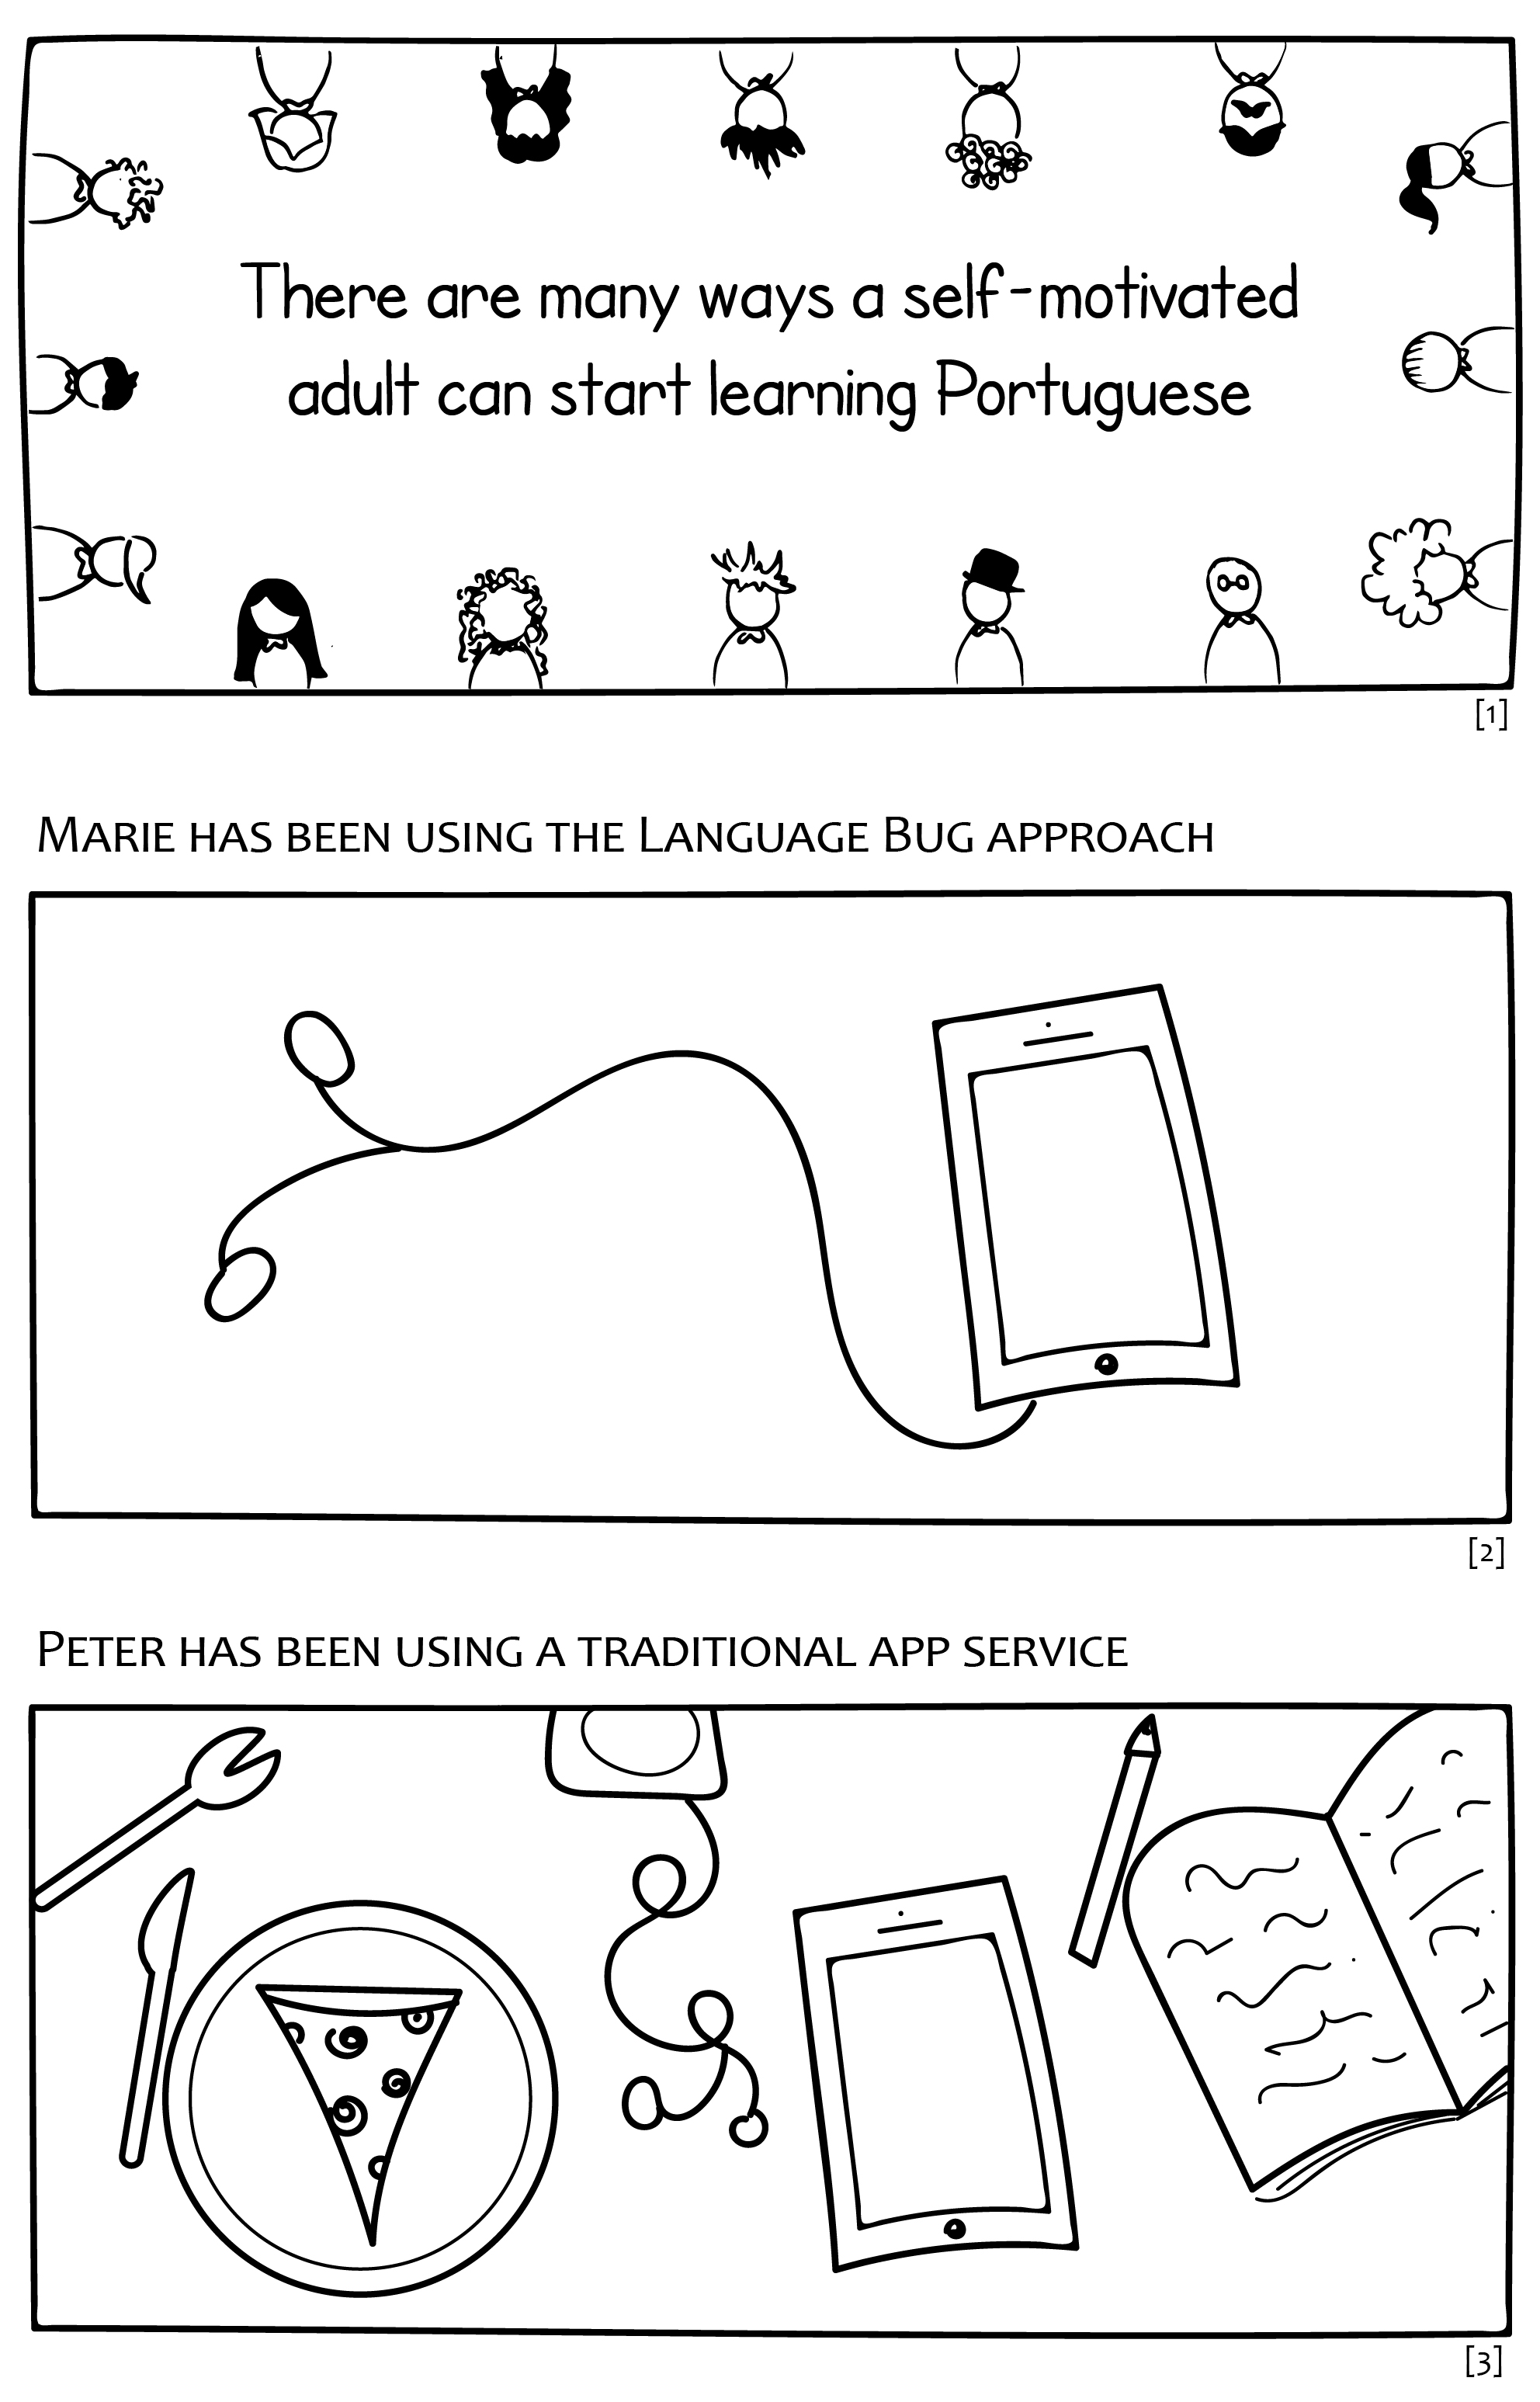 There are many ways a self-motivated
adult can start learning Portuguese
[1]
MARIE HAS BEEN USING THE LANGUAGE BUG APPROACH
[2]
PETER HAS BEEN USING A TRADITIONAL APP SERVICE
[3]